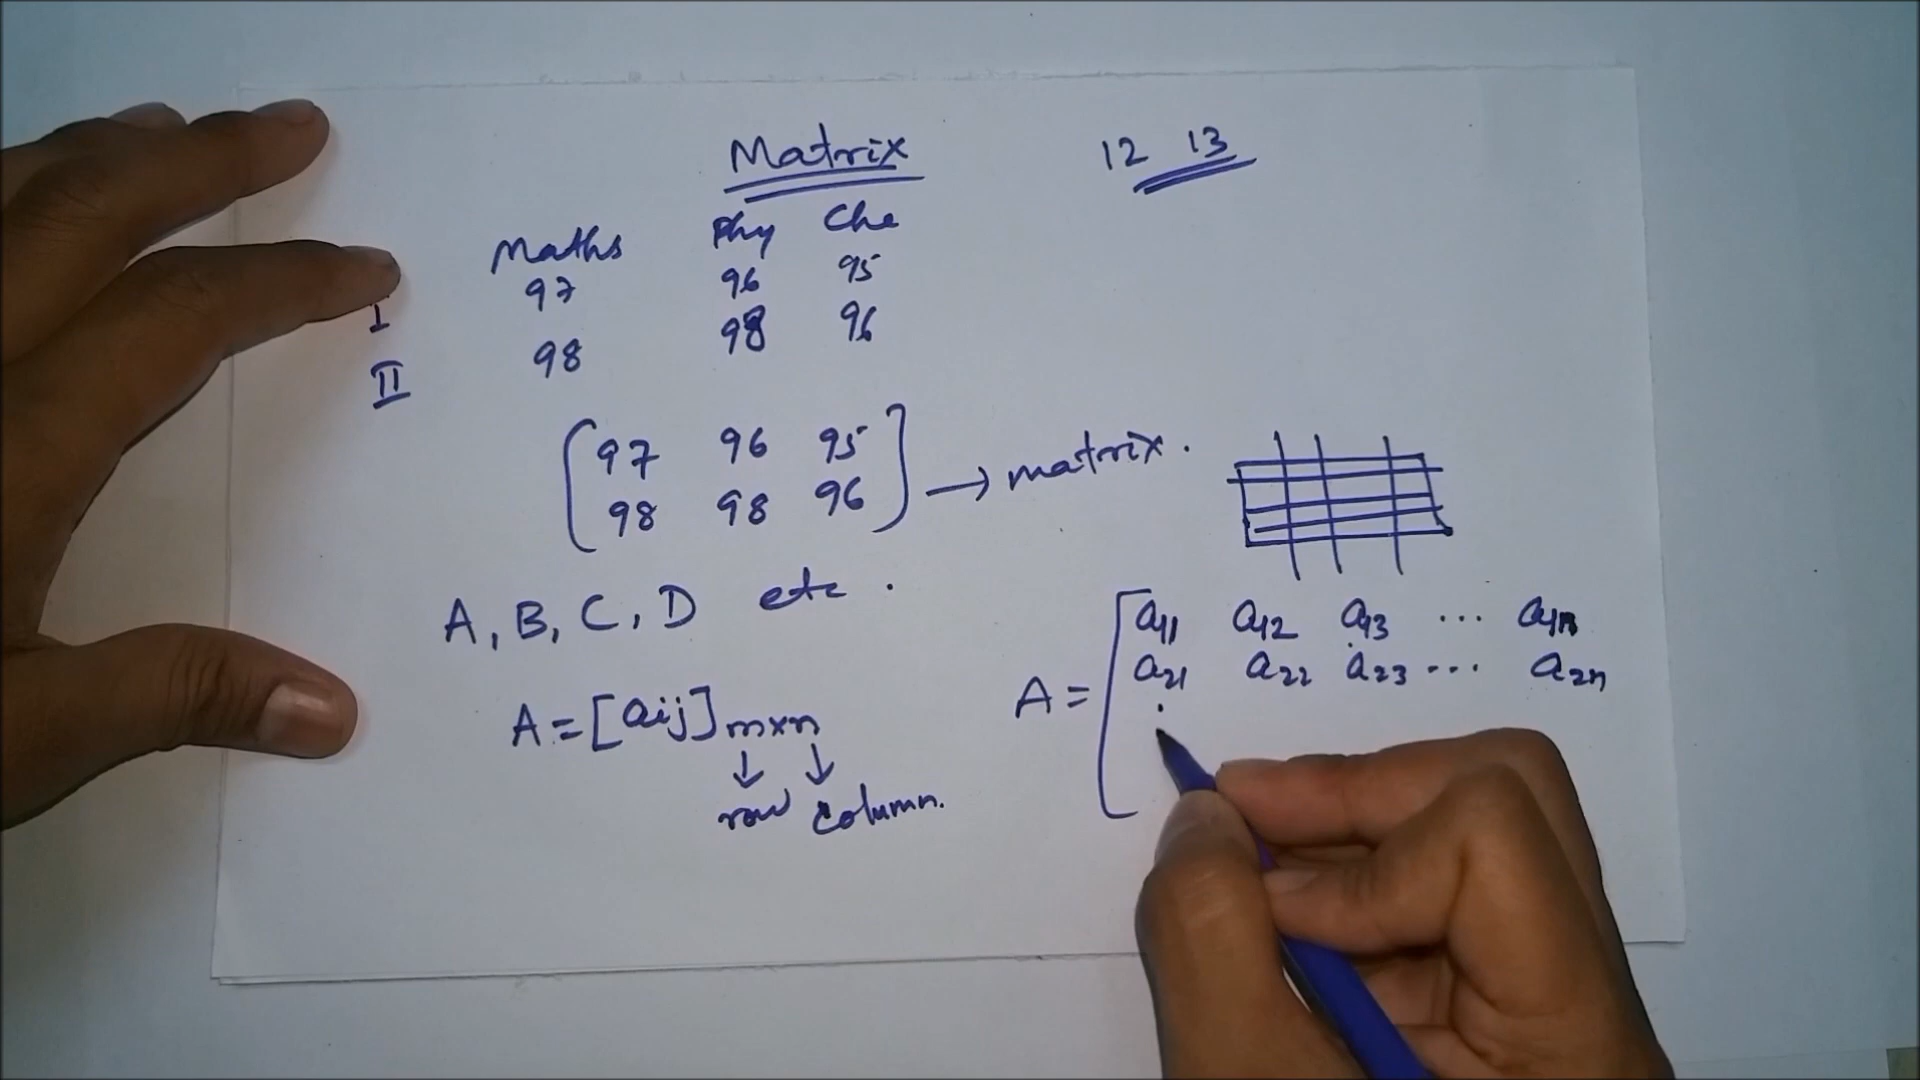 Matrix
12 13
Maths Phy Che
I 97 96 95
II 98 98 96
97 96 95
98 98 96
→ matrix.
A, B, C, D etc.
A = [aij]m×n
↓ ↓
row column.
A =
a11 a12 a13 ... a1n
a21 a22 a23 ... a2n
.